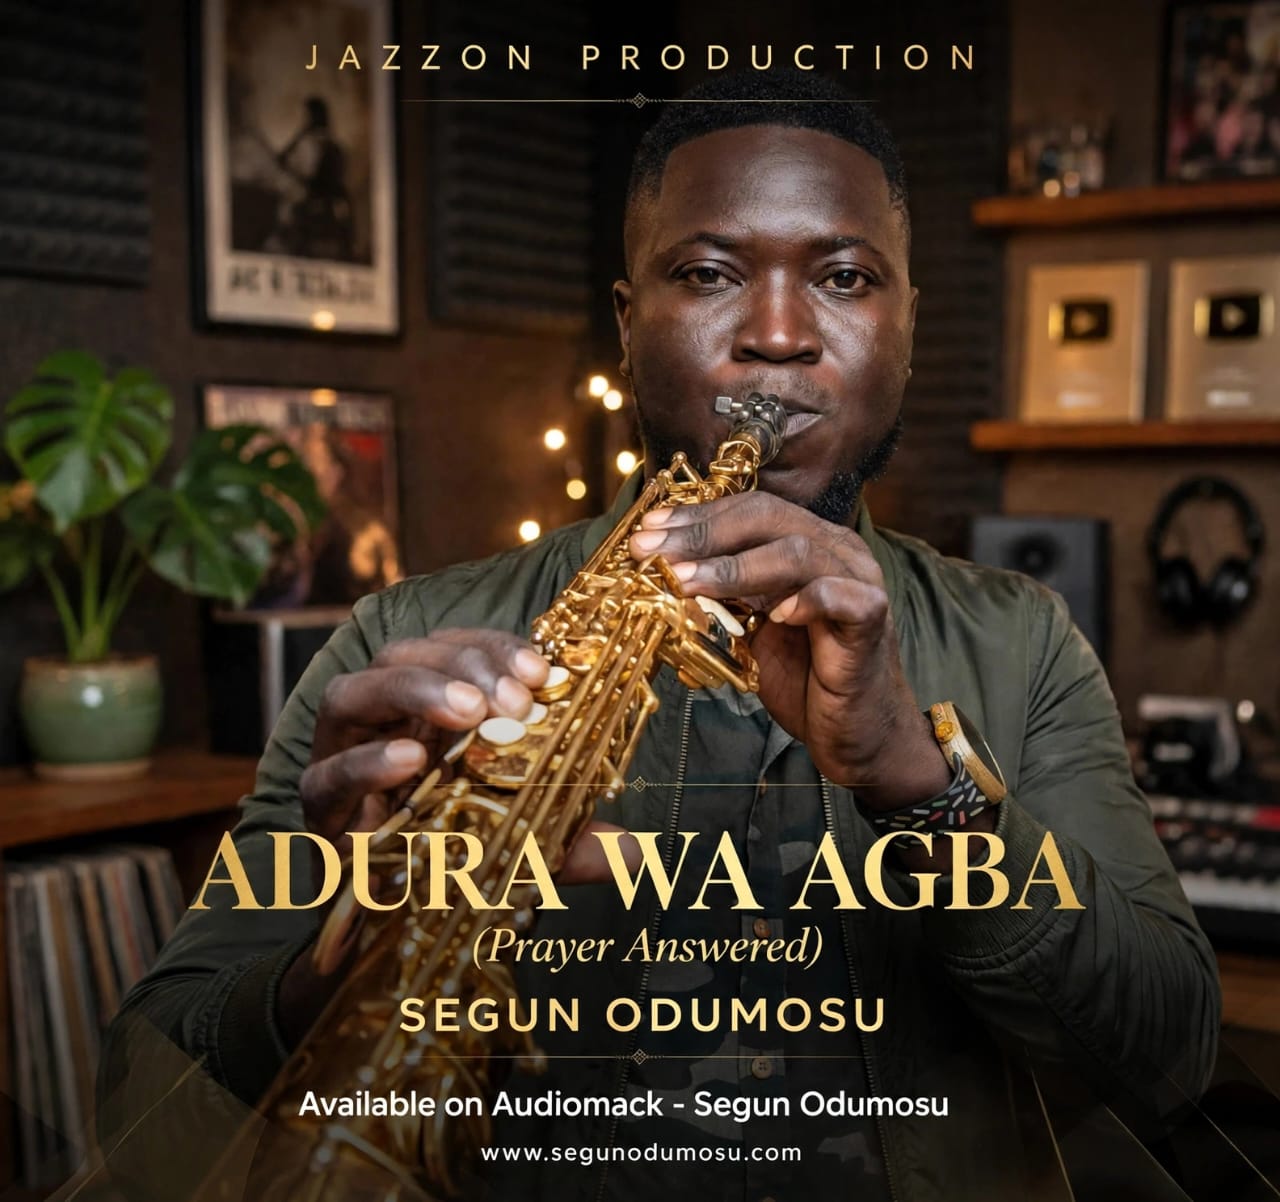 JAZZON PRODUCTION
ADURA WA AGBA
(Prayer Answered)
SEGUN ODUMOSU
Available on Audiomack - Segun Odumosu
www.segunodumosu.com